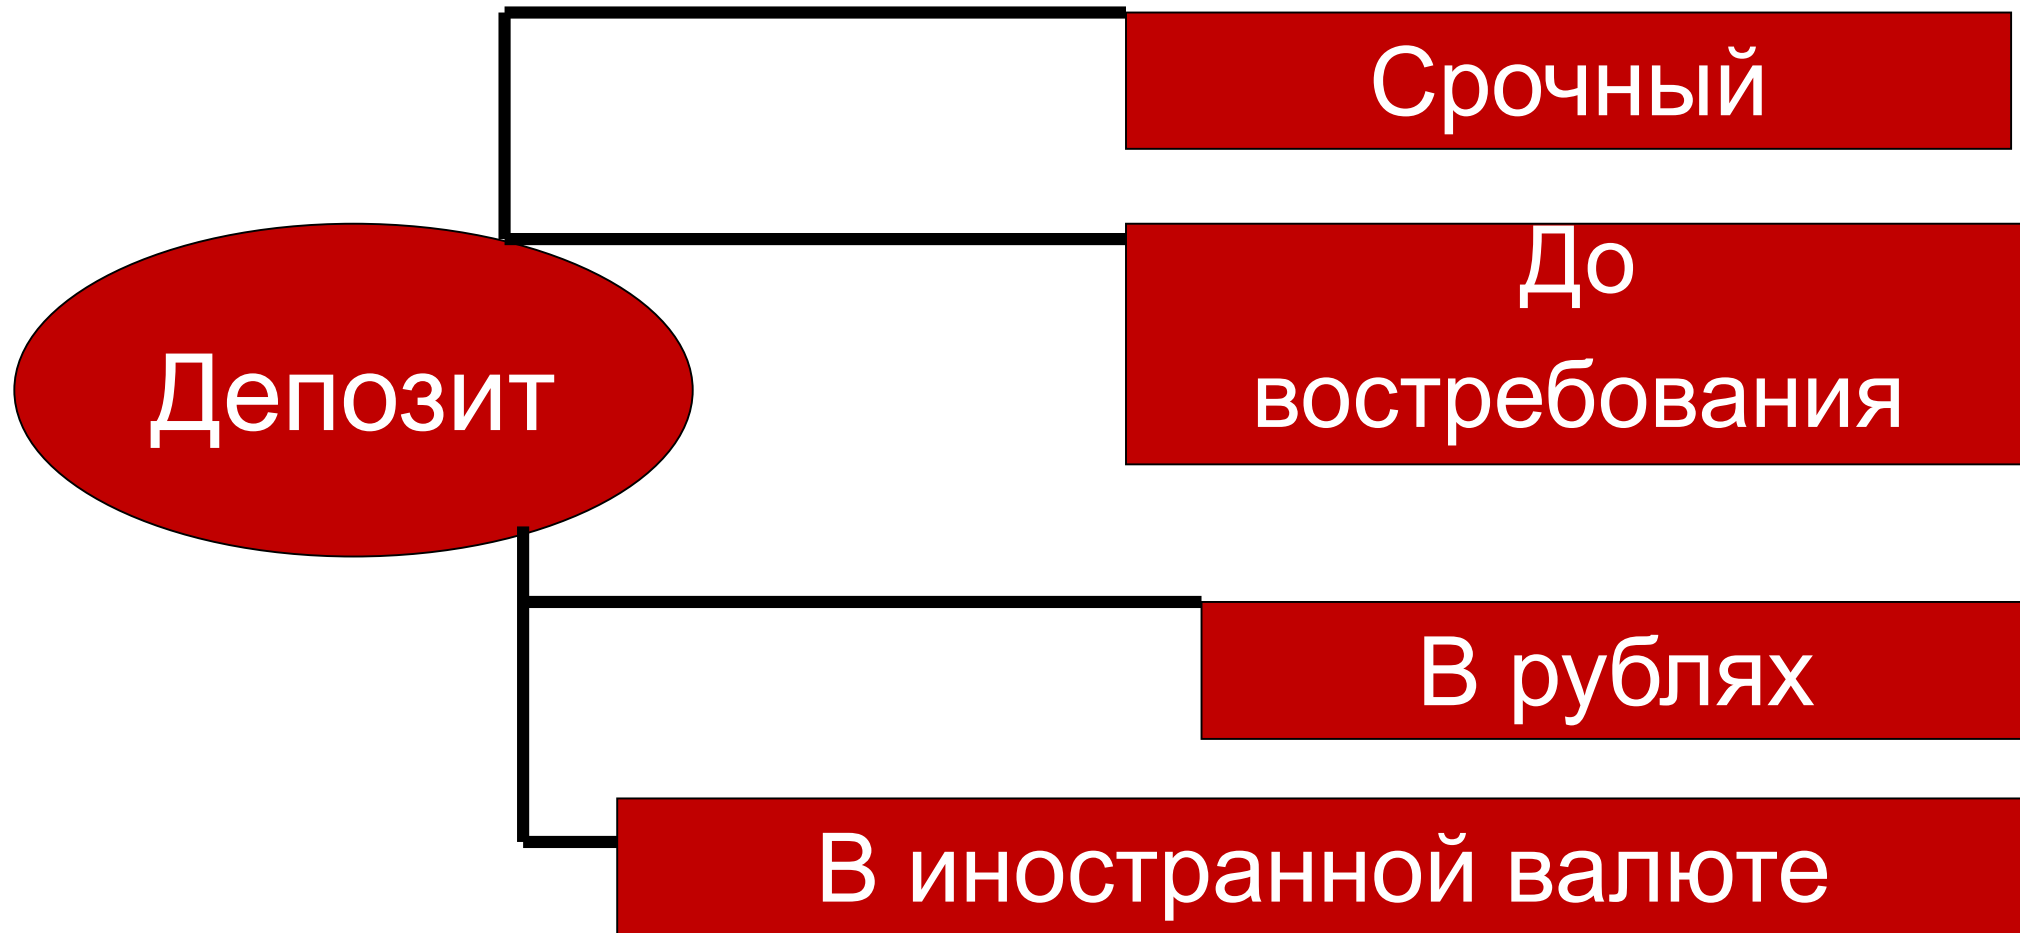 Срочный
До
востребования
Депозит
В рублях
В иностранной валюте